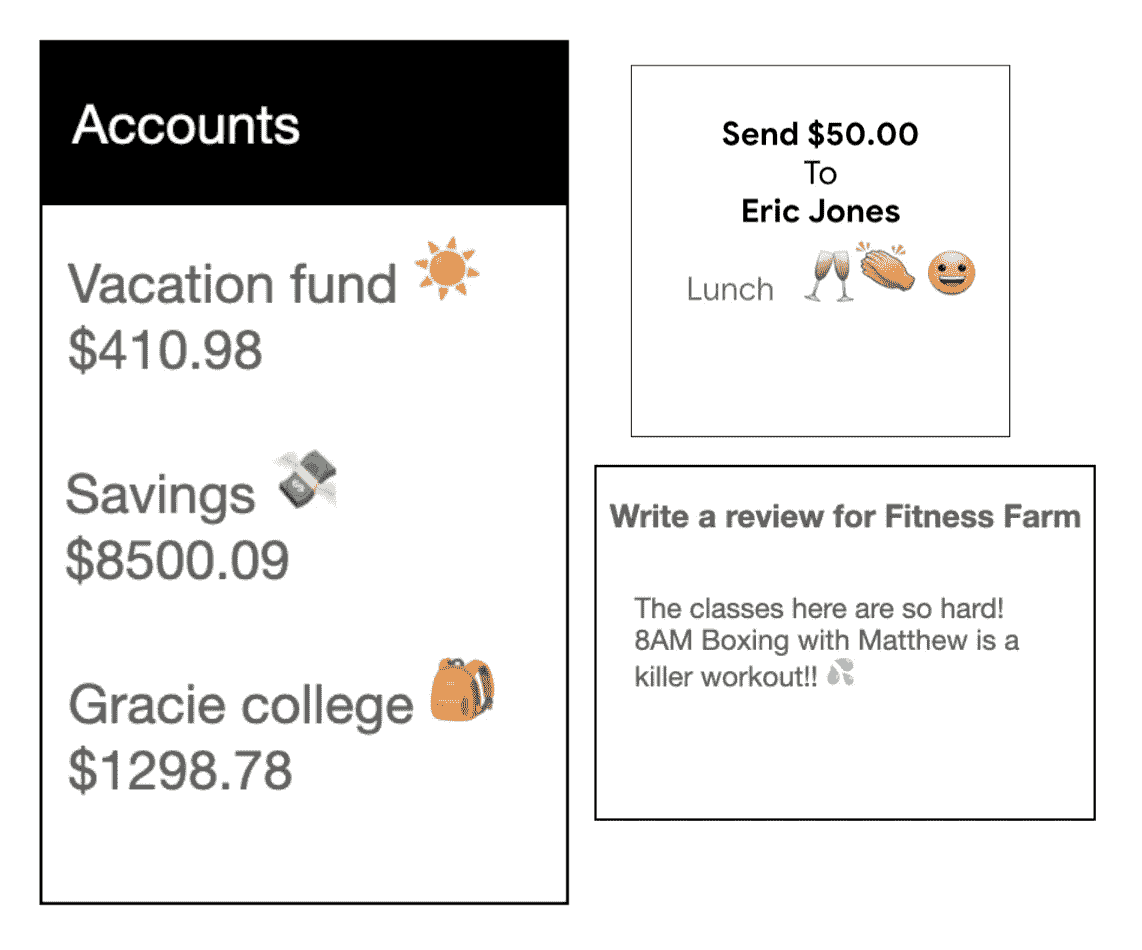 Accounts
Vacation fund ☀️
$410.98
Savings 💸
$8500.09
Gracie college 🎒
$1298.78
Send $50.00
To
Eric Jones
Lunch 🥂👏😀
Write a review for Fitness Farm
The classes here are so hard!
8AM Boxing with Matthew is a
killer workout!! 💦